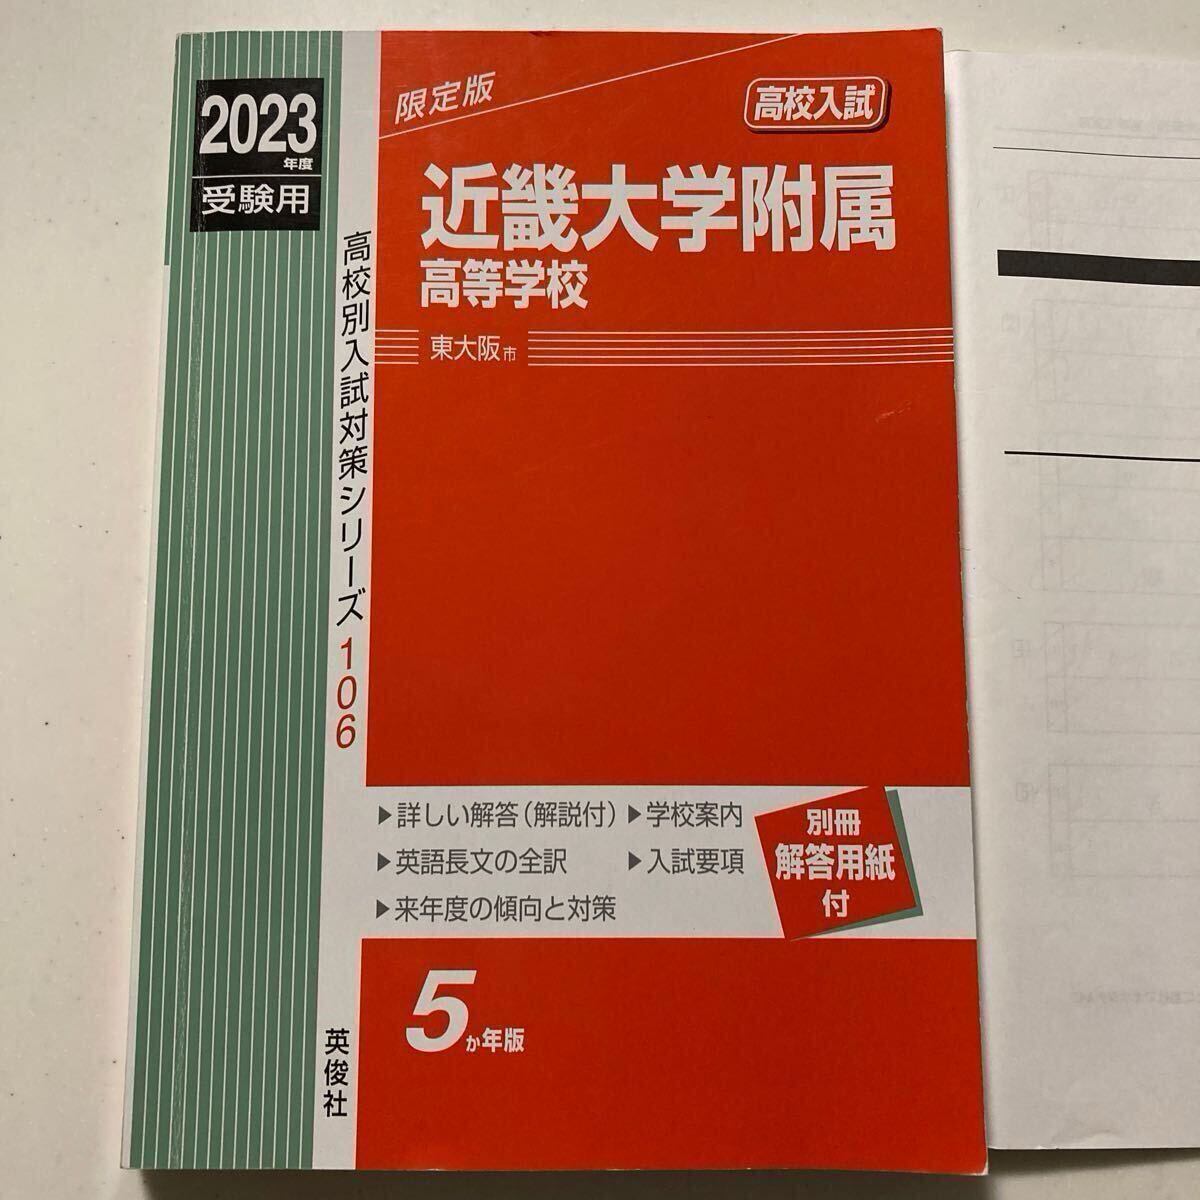 2023
年度
受験用
限定版
高校入試
近畿大学附属
高等学校
東大阪市
高校別入試対策シリーズ106
▶詳しい解答(解説付)
▶学校案内
▶英語長文の全訳
▶入試要項
▶来年度の傾向と対策
別冊
解答用紙
付
5か年版
英俊社